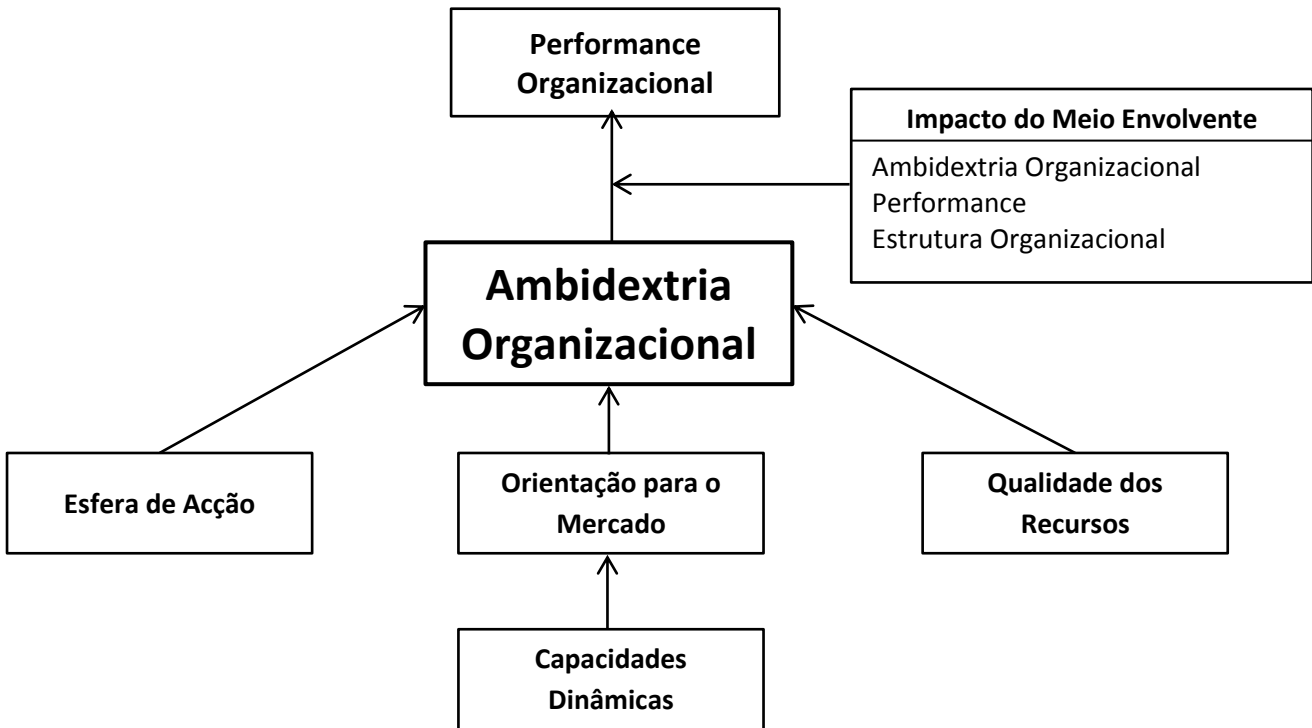 Performance
Organizacional
Impacto do Meio Envolvente
Ambidextria Organizacional
Performance
Estrutura Organizacional
Ambidextria
Organizacional
Esfera de Acção
Orientação para o
Mercado
Qualidade dos
Recursos
Capacidades
Dinâmicas